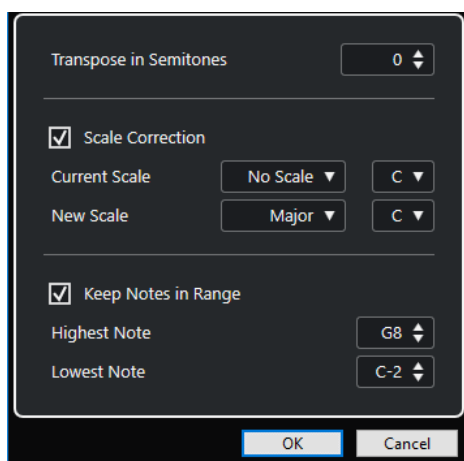 Transpose in Semitones 0
Scale Correction
Current Scale No Scale C
New Scale Major C
Keep Notes in Range
Highest Note G8
Lowest Note C-2
OK Cancel